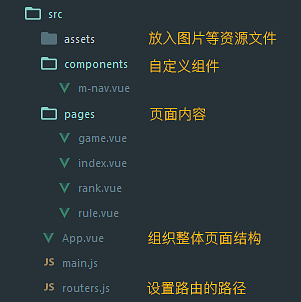 src
assets 放入图片等资源文件
components 自定义组件
m-nav.vue
pages 页面内容
game.vue
index.vue
rank.vue
rule.vue
App.vue 组织整体页面结构
JS main.js
JS routers.js 设置路由的路径